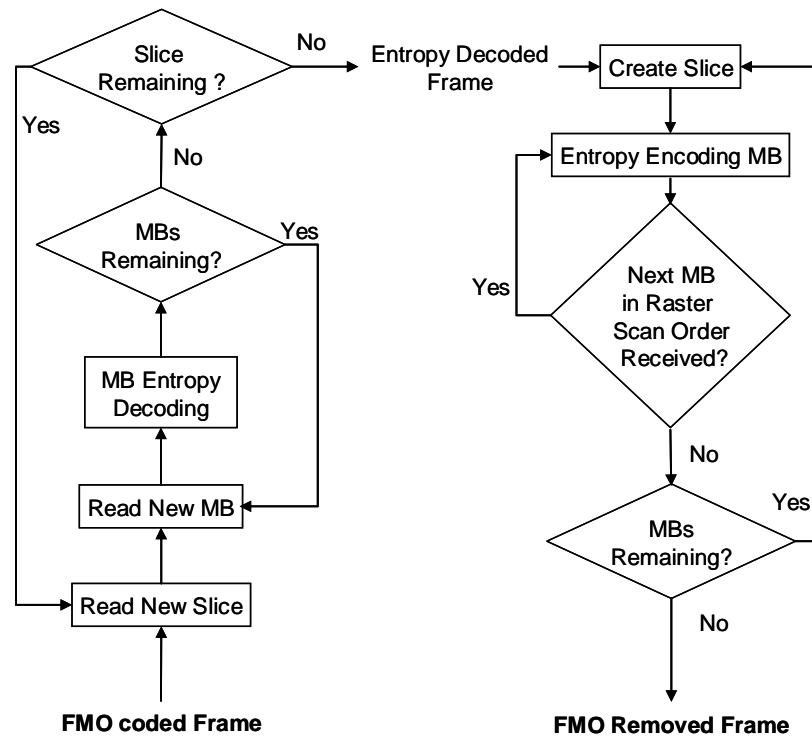 Slice
Remaining ?
No
Yes
Entropy Decoded
Frame
Create Slice
No
Entropy Encoding MB
MBs
Remaining?
Yes
Yes
Next MB
in Raster
Scan Order
Received?
MB Entropy
Decoding
No
Read New MB
Yes
MBs
Remaining?
Read New Slice
No
FMO coded Frame
FMO Removed Frame